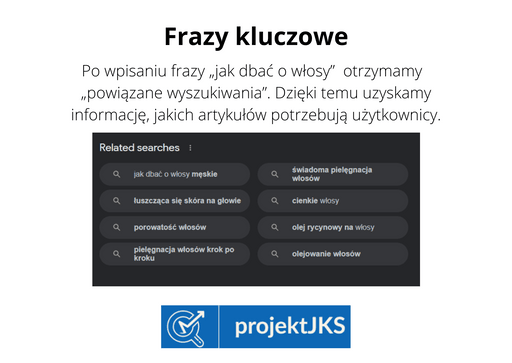 Frazy kluczowe
Po wpisaniu frazy „jak dbać o włosy” otrzymamy
„powiązane wyszukiwania”. Dzięki temu uzyskamy
informację, jakich artykułów potrzebują użytkownicy.
Related searches
jak dbać o włosy męskie
łuszcząca się skóra na głowie
porowatość włosów
pielęgnacja włosów krok po
kroku
świadoma pielęgnacja
włosów
cienkie włosy
olej rycynowy na włosy
olejowanie włosów
projektJKS